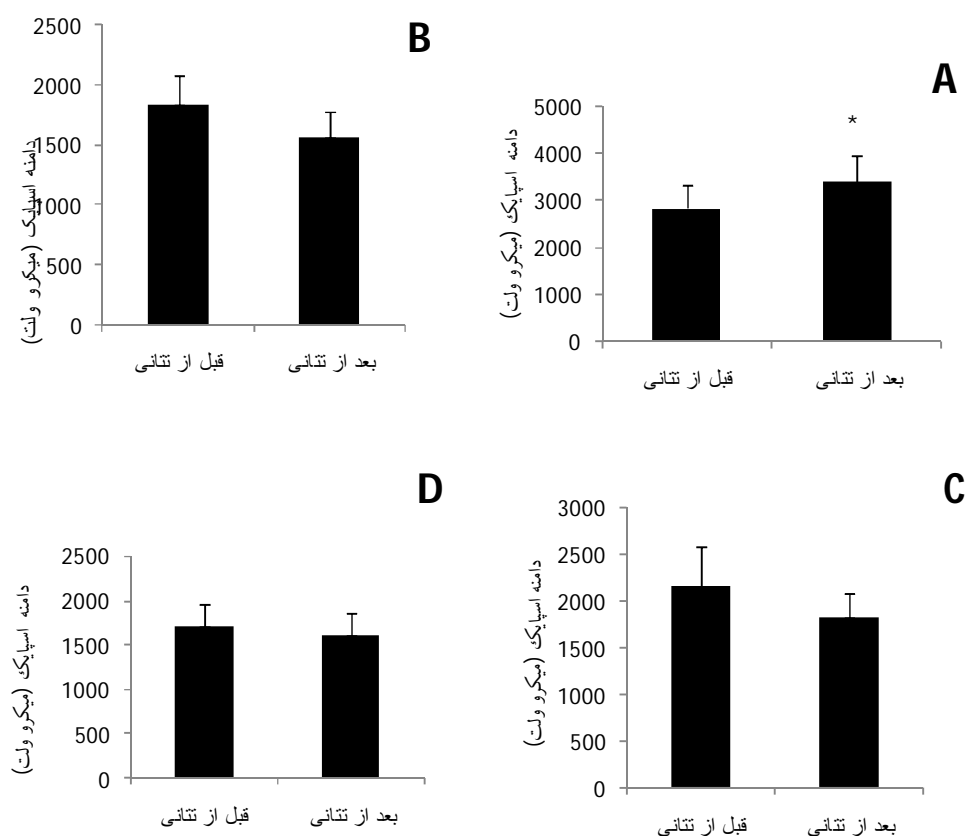 B
2500
2000
1500
1000
500
0
دامنه اسپایک (میکرو ولت)
قبل از تتانی
بعد از تتانی
A
5000
4000
3000
2000
1000
0
*
دامنه اسپایک (میکرو ولت)
قبل از تتانی
بعد از تتانی
D
2500
2000
1500
1000
500
0
دامنه اسپایک (میکرو ولت)
قبل از تتانی
بعد از تتانی
C
3000
2500
2000
1500
1000
500
0
دامنه اسپایک (میکرو ولت)
قبل از تتانی
بعد از تتانی